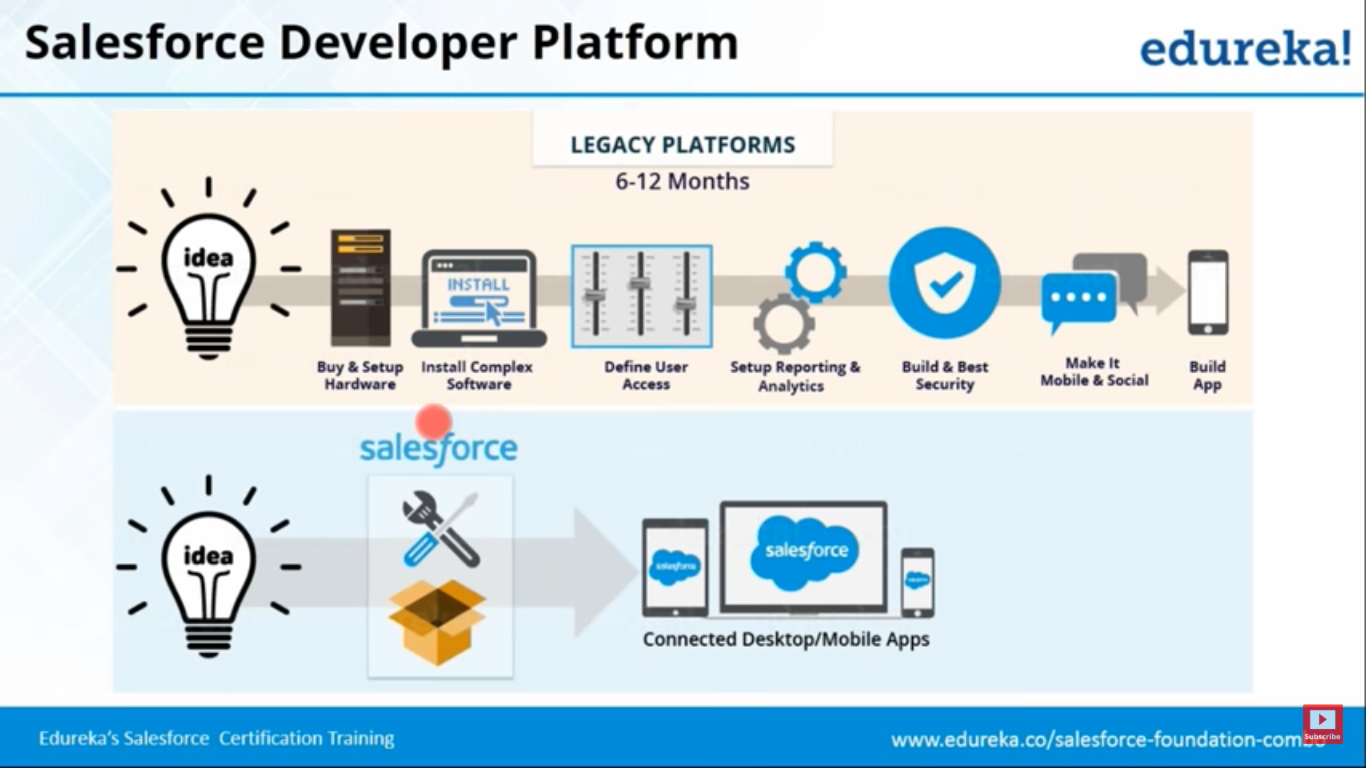 Salesforce Developer Platform
edureka!
LEGACY PLATFORMS
6-12 Months
idea
INSTALL
Buy & Setup
Hardware
Install Complex
Software
Define User
Access
Setup Reporting &
Analytics
Build & Best
Security
Make It
Mobile & Social
Build
App
salesforce
idea
salesforce
salesforce
salesforce
Connected Desktop/Mobile Apps
Edureka's Salesforce Certification Training
www.edureka.co/salesforce-foundation-combo
Subscribe